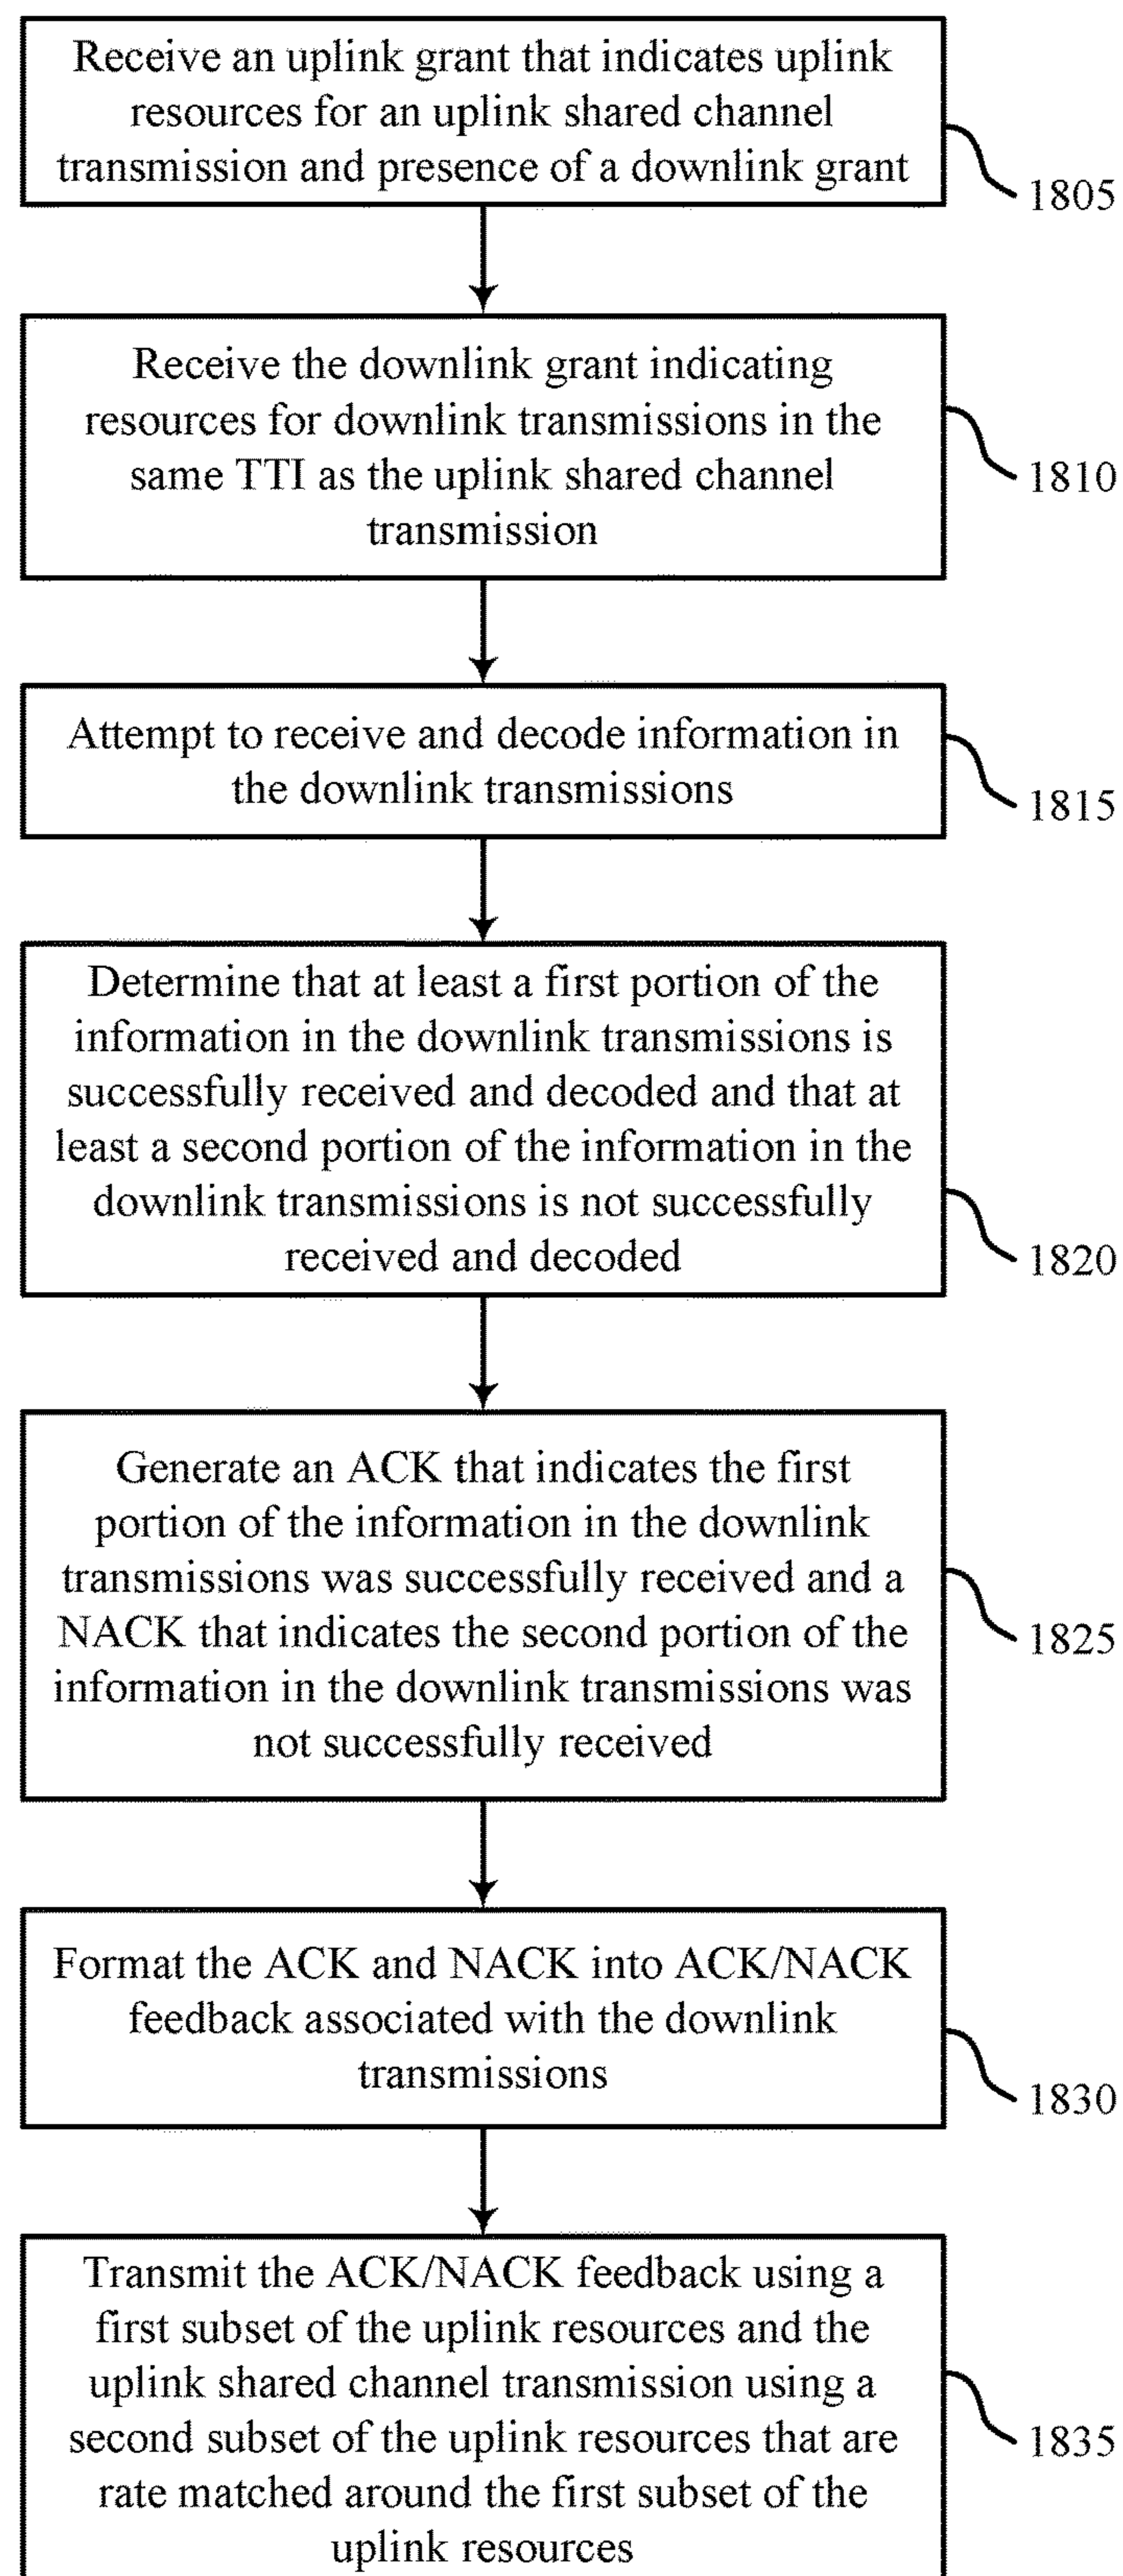 Receive an uplink grant that indicates uplink
resources for an uplink shared channel
transmission and presence of a downlink grant
1805
Receive the downlink grant indicating
resources for downlink transmissions in the
same TTI as the uplink shared channel
transmission
1810
Attempt to receive and decode information in
the downlink transmissions
1815
Determine that at least a first portion of the
information in the downlink transmissions is
successfully received and decoded and that at
least a second portion of the information in the
downlink transmissions is not successfully
received and decoded
1820
Generate an ACK that indicates the first
portion of the information in the downlink
transmissions was successfully received and a
NACK that indicates the second portion of the
information in the downlink transmissions was
not successfully received
1825
Format the ACK and NACK into ACK/NACK
feedback associated with the downlink
transmissions
1830
Transmit the ACK/NACK feedback using a
first subset of the uplink resources and the
uplink shared channel transmission using a
second subset of the uplink resources that are
rate matched around the first subset of the
uplink resources
1835